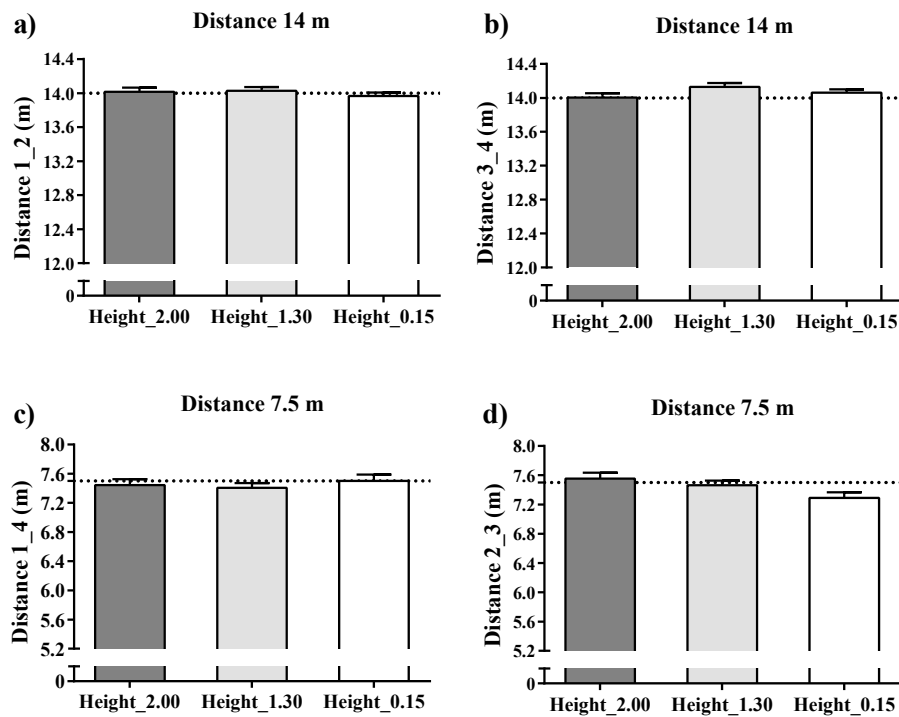 a)
Distance 14 m
Distance 1_2 (m)
14.4
14.0
13.6
13.2
12.8
12.4
12.0
0
Height_2.00 Height_1.30 Height_0.15
b)
Distance 14 m
Distance 3_4 (m)
14.4
14.0
13.6
13.2
12.8
12.4
12.0
0
Height_2.00 Height_1.30 Height_0.15
c)
Distance 7.5 m
Distance 1_4 (m)
8.0
7.6
7.2
6.8
6.4
6.0
5.6
5.2
0
Height_2.00 Height_1.30 Height_0.15
d)
Distance 7.5 m
Distance 2_3 (m)
8.0
7.6
7.2
6.8
6.4
6.0
5.6
5.2
0
Height_2.00 Height_1.30 Height_0.15